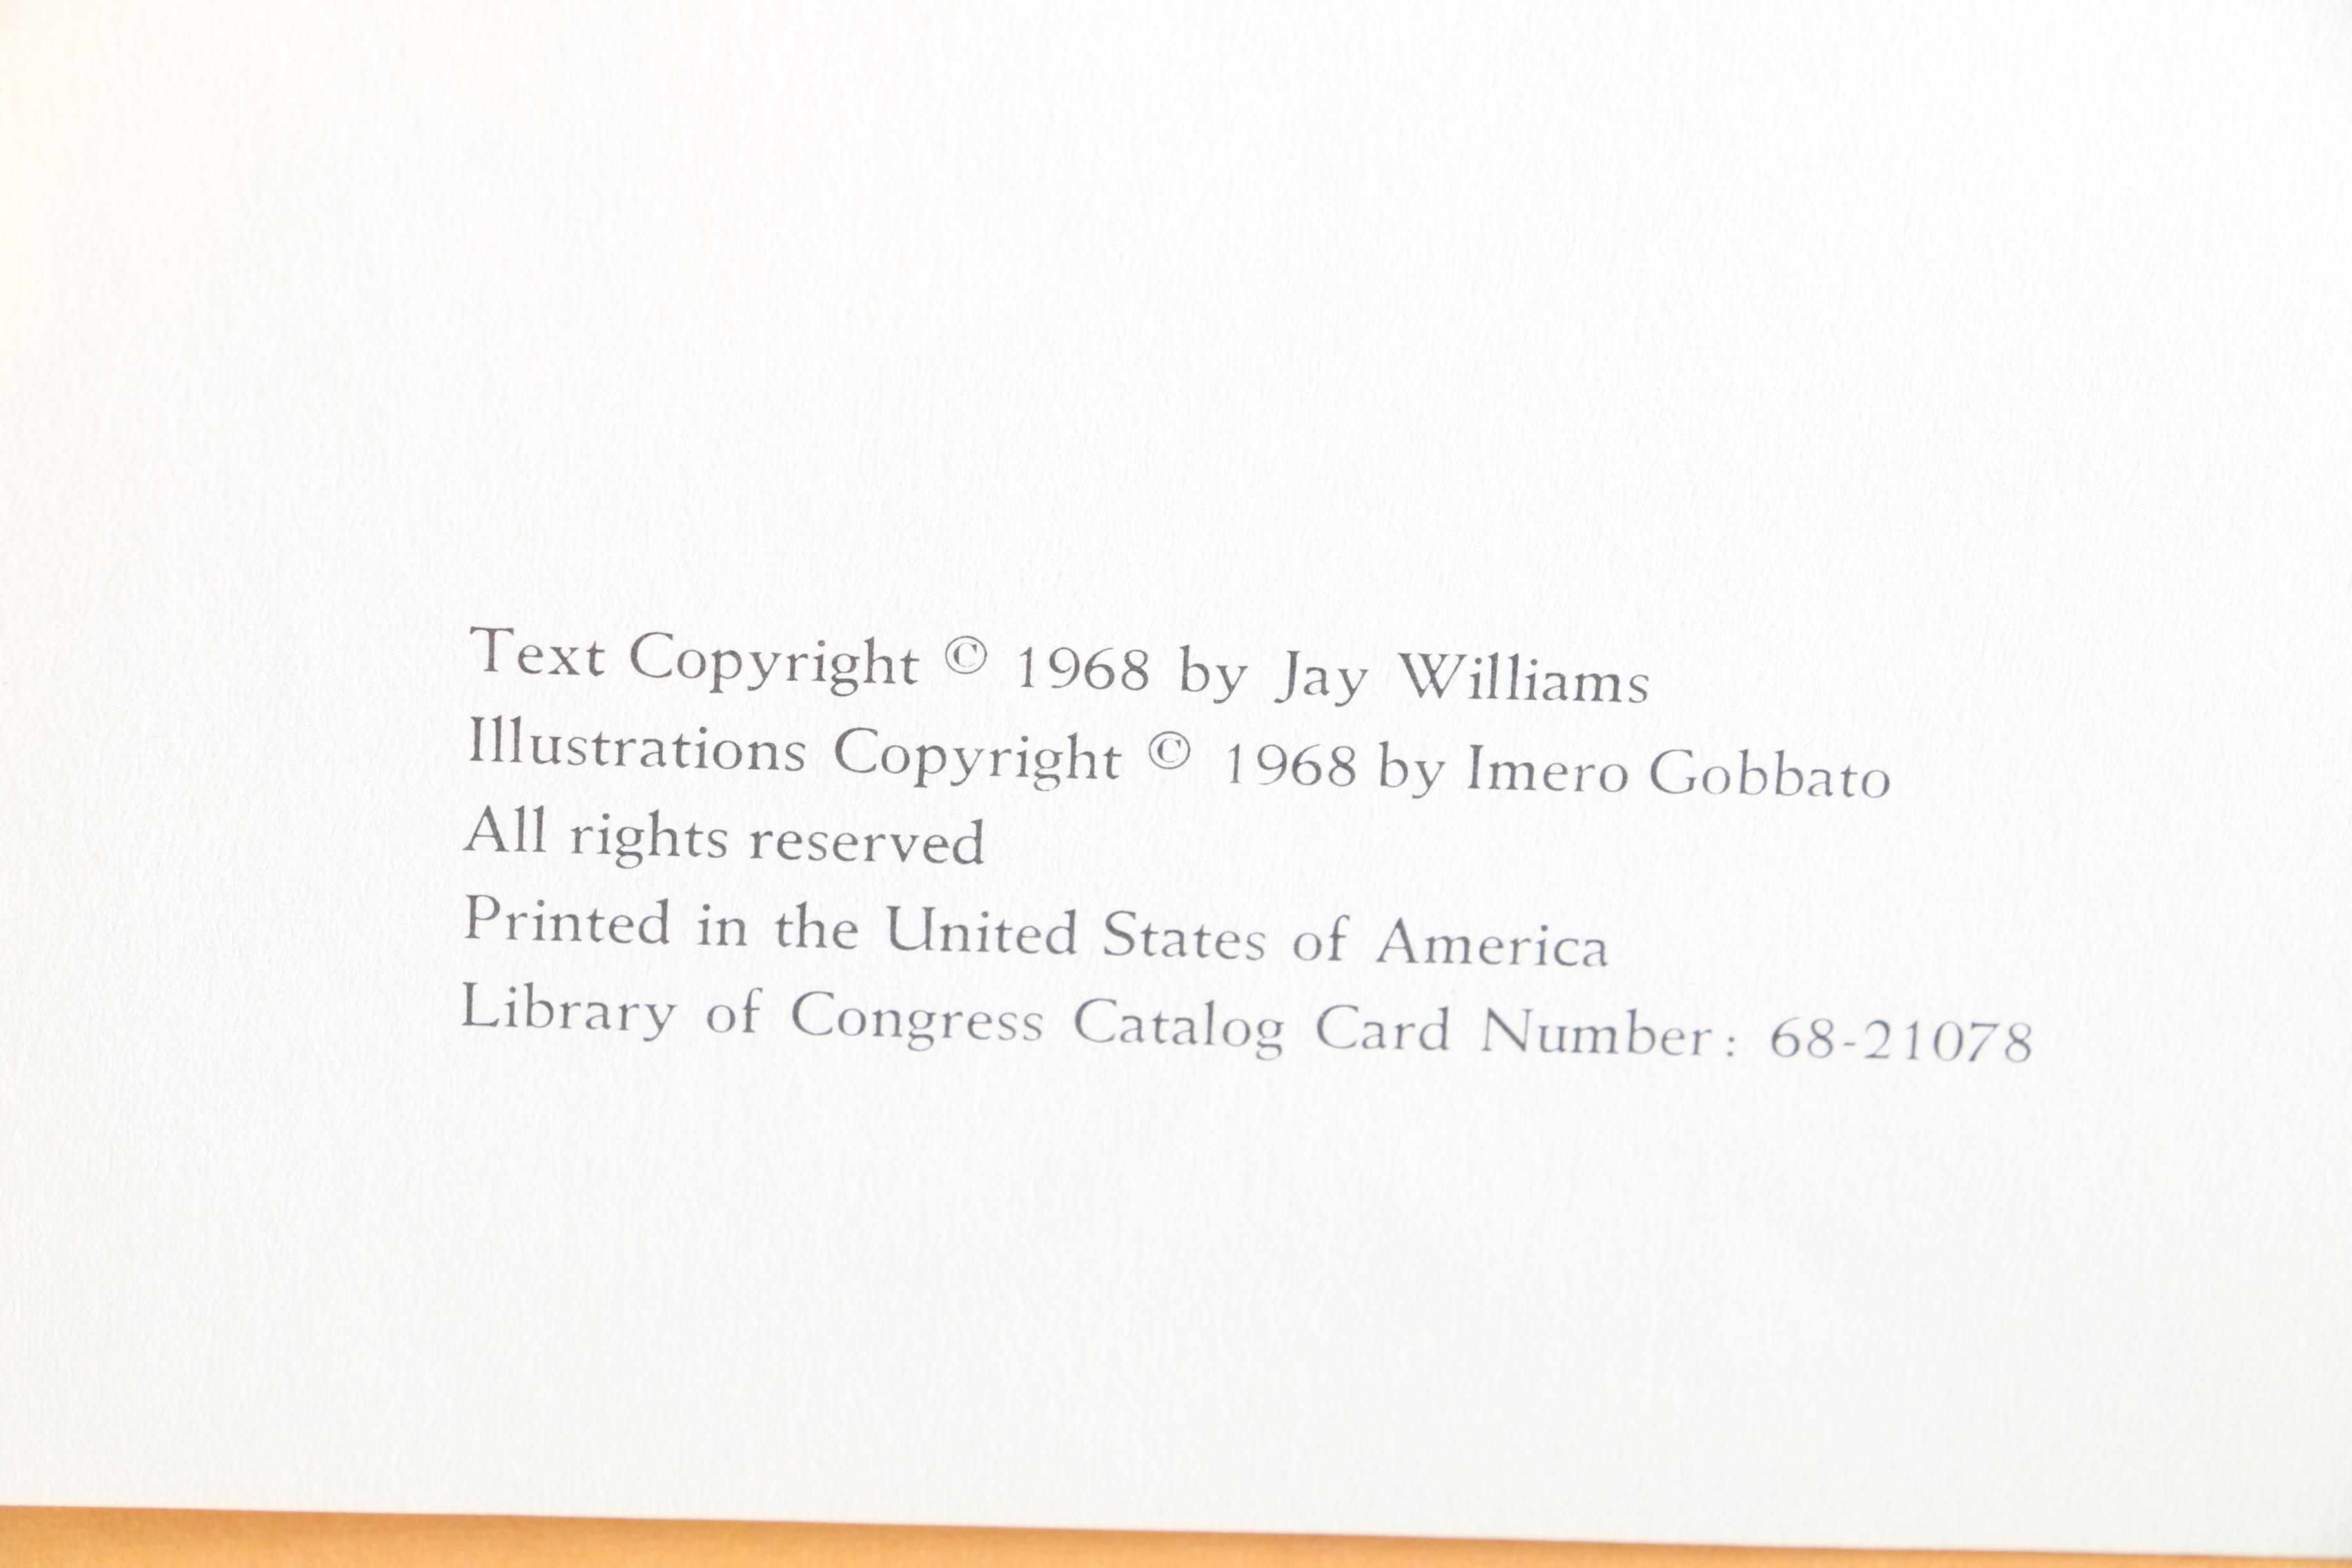 Text Copyright © 1968 by Jay Williams
Illustrations Copyright © 1968 by Imero Gobbato
All rights reserved
Printed in the United States of America
Library of Congress Catalog Card Number: 68-21078